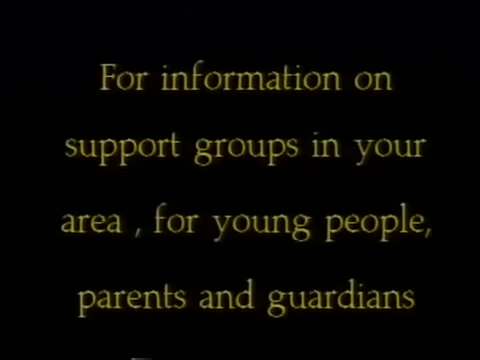 For information on
support groups in your
area , for young people,
parents and guardians